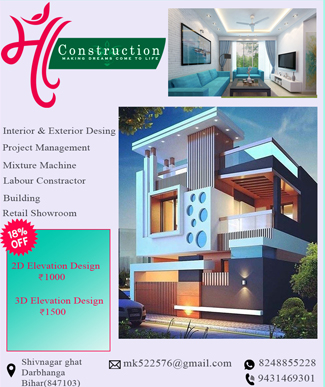 माँ
Construction
MAKING DREAMS COME TO LIFE
Interior & Exterior Desing
Project Management
Mixture Machine
Labour Constractor
Building
Retail Showroom
18%
OFF
2D Elevation Design
₹1000
3D Elevation Design
₹1500
Shivnagar ghat
Darbhanga
Bihar(847103)
mk522576@gmail.com
8248855228
9431469301